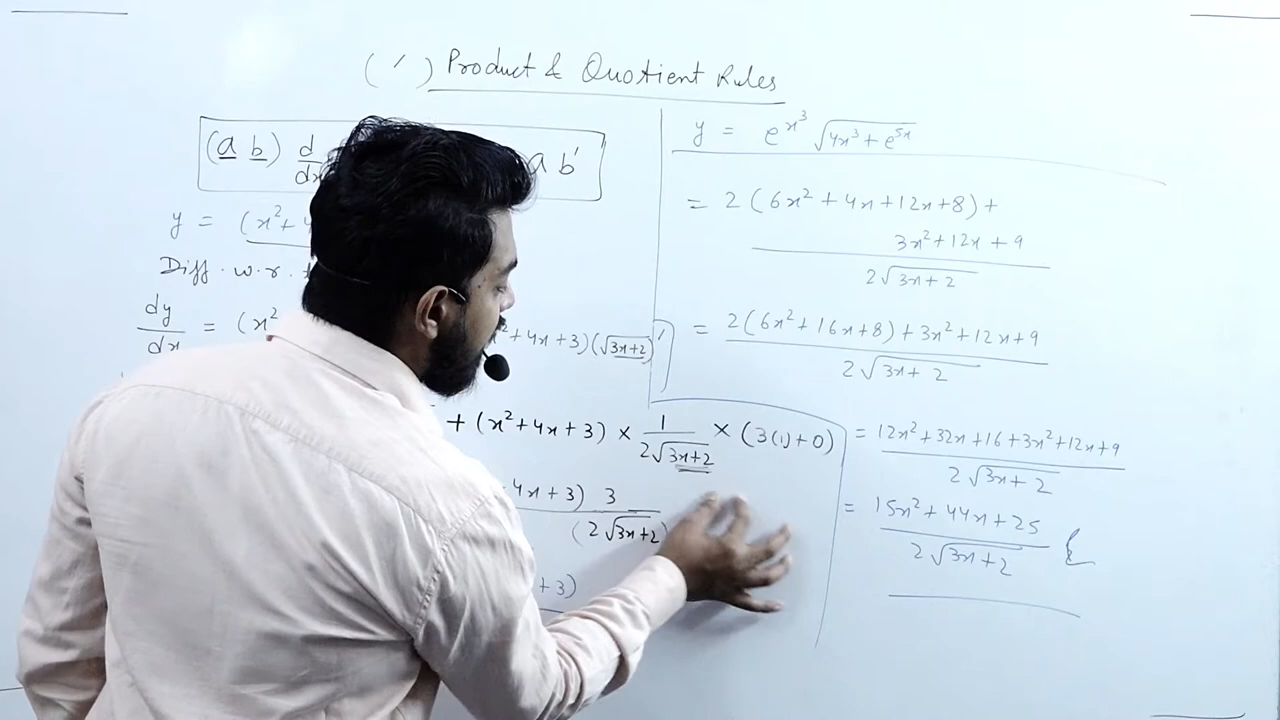 (′) Product & Quotient Rules
(a b) d/dx a b′
y = (x² + 4
Diff. w.r.t
dy/dx = (x² ² + 4x + 3)(√3x+2)′
+ (x² + 4x + 3) × 1/2√3x+2 × (3(1) + 0)
4x + 3) 3/(2√3x+2)
+ 3)
y = e^x³ √4x³ + e^5x
= 2(6x² + 4x + 12x + 8) +
3x² + 12x + 9
2√3x + 2
= 2(6x² + 16x + 8) + 3x² + 12x + 9
2√3x + 2
= 12x² + 32x + 16 + 3x² + 12x + 9
2√3x + 2
= 15x² + 44x + 25
2√3x + 2